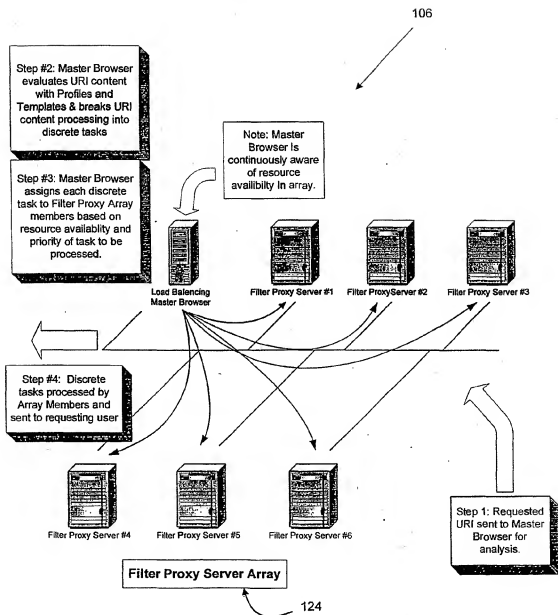 106
Step #2: Master Browser
evaluates URI content
with Profiles and
Templates & breaks URI
content processing into
discrete tasks
Note: Master
Browser Is
continuously aware
of resource
availibilty In array.
Step #3: Master Browser
assigns each discrete
task to Filter Proxy Array
members based on
resource availablity and
priority of task to be
processed.
Load Balancing
Master Browser
Filter Proxy Server #1
Filter ProxyServer #2
Filter Proxy Server #3
Step #4: Discrete
tasks processed by
Array Members and
sent to requesting user
Filter Proxy Server #4
Filter Proxy Server #5
Filter Proxy Server #6
Step 1: Requested
URI sent to Master
Browser for
analysis.
Filter Proxy Server Array
124